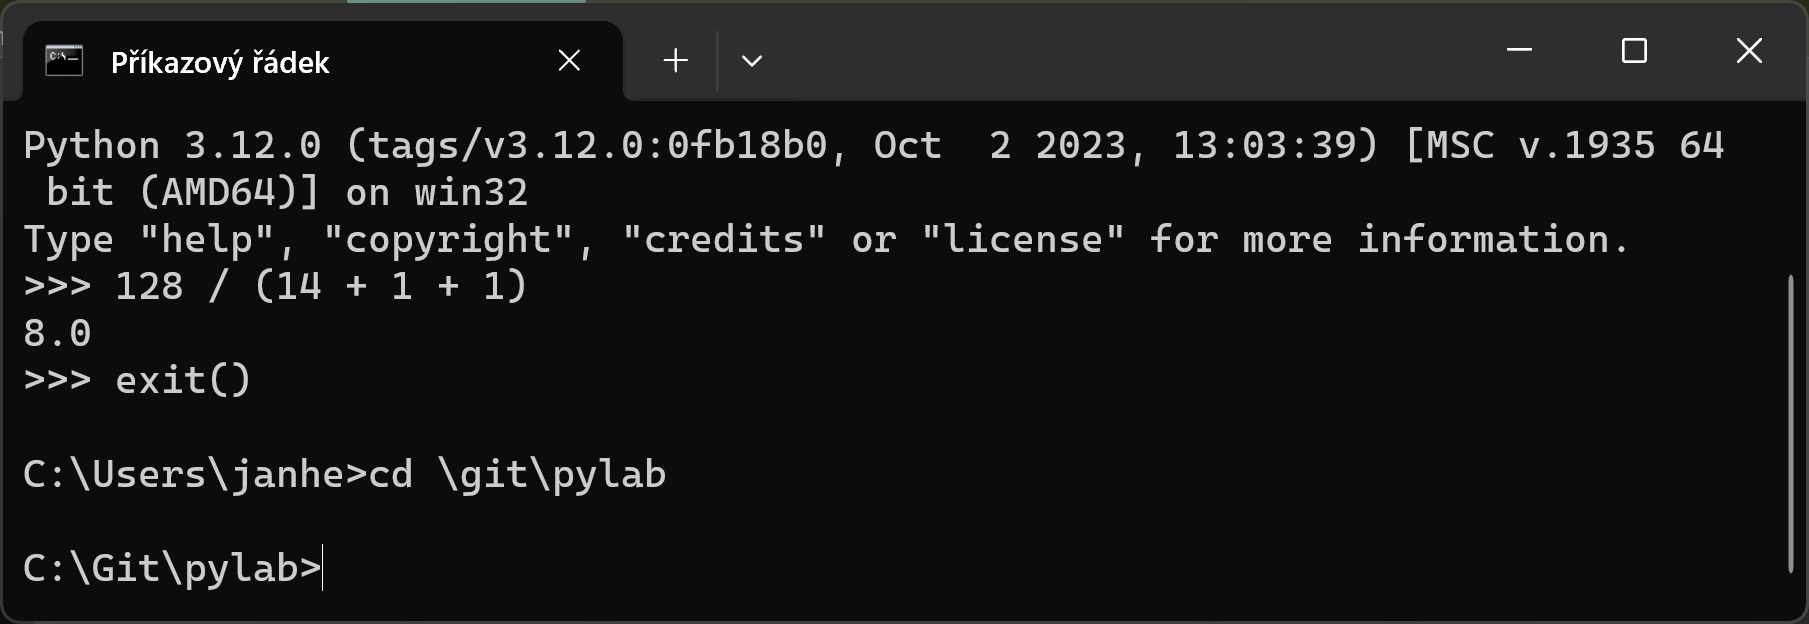 Příkazový řádek
Python 3.12.0 (tags/v3.12.0:0fb18b0, Oct  2 2023, 13:03:39) [MSC v.1935 64
 bit (AMD64)] on win32
Type "help", "copyright", "credits" or "license" for more information.
>>> 128 / (14 + 1 + 1)
8.0
>>> exit()

C:\Users\janhe>cd \git\pylab

C:\Git\pylab>